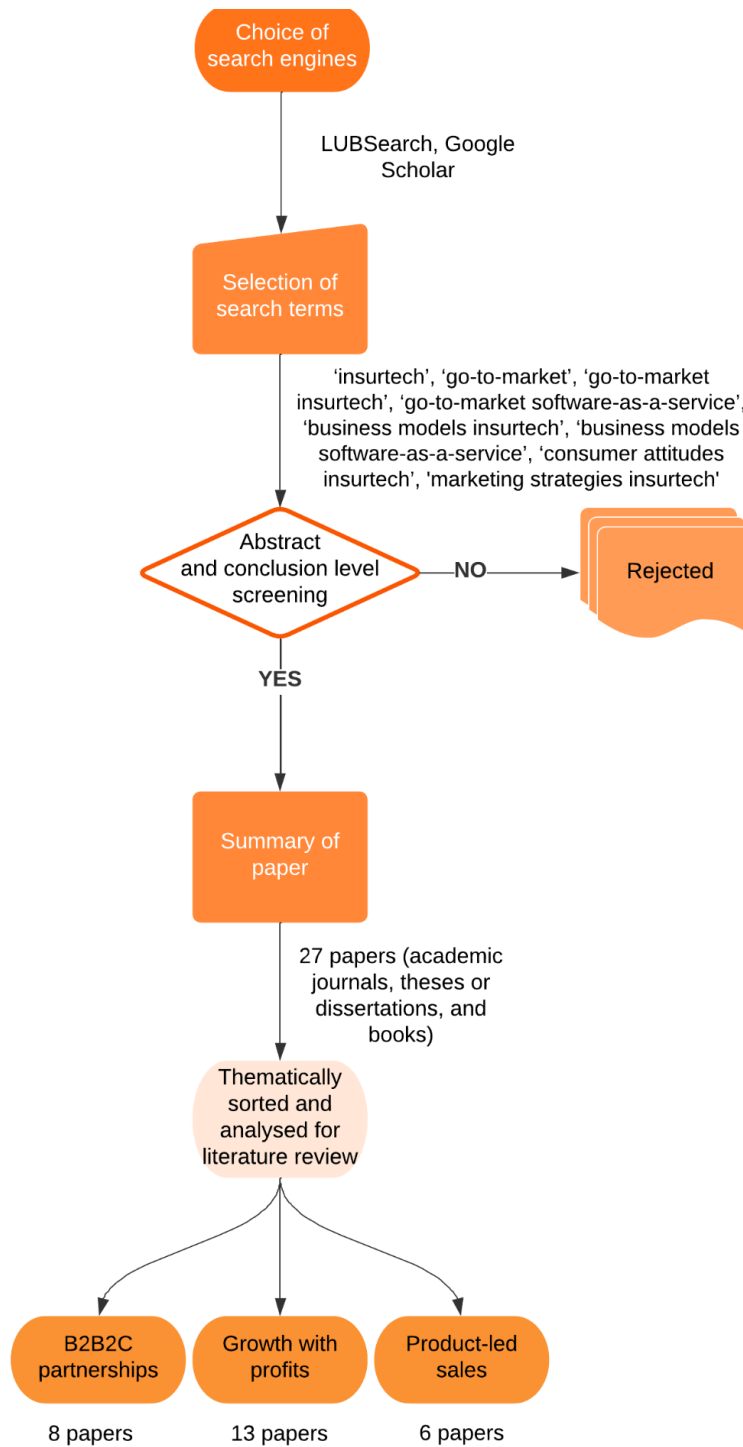 Choice of
search engines
LUBSearch, Google
Scholar
Selection of
search terms
‘insurtech’, ‘go-to-market’, ‘go-to-market
insurtech’, ‘go-to-market software-as-a-service’,
‘business models insurtech’, ‘business models
software-as-a-service’, ‘consumer attitudes
insurtech’, 'marketing strategies insurtech'
Abstract
and conclusion level
screening
NO
Rejected
YES
Summary of
paper
27 papers (academic
journals, theses or
dissertations, and
books)
Thematically
sorted and
analysed for
literature review
B2B2C
partnerships
Growth with
profits
Product-led
sales
8 papers
13 papers
6 papers